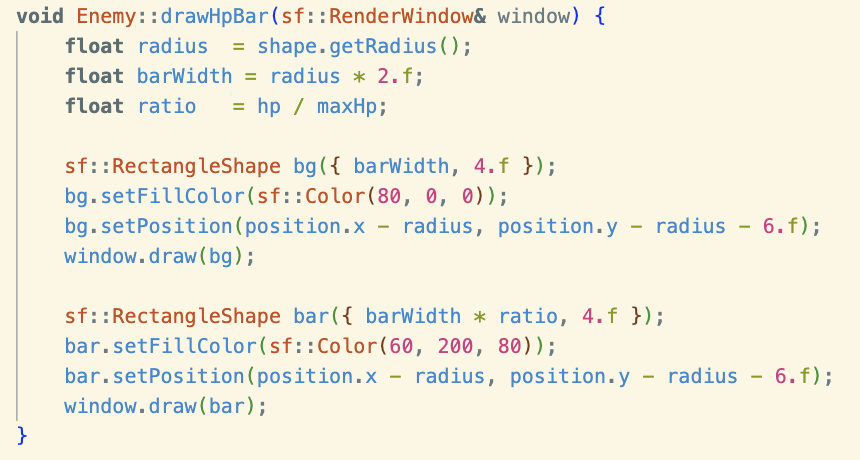 void Enemy::drawHpBar(sf::RenderWindow& window) {
    float radius  = shape.getRadius();
    float barWidth = radius * 2.f;
    float ratio   = hp / maxHp;

    sf::RectangleShape bg({ barWidth, 4.f });
    bg.setFillColor(sf::Color(80, 0, 0));
    bg.setPosition(position.x - radius, position.y - radius - 6.f);
    window.draw(bg);

    sf::RectangleShape bar({ barWidth * ratio, 4.f });
    bar.setFillColor(sf::Color(60, 200, 80));
    bar.setPosition(position.x - radius, position.y - radius - 6.f);
    window.draw(bar);
}